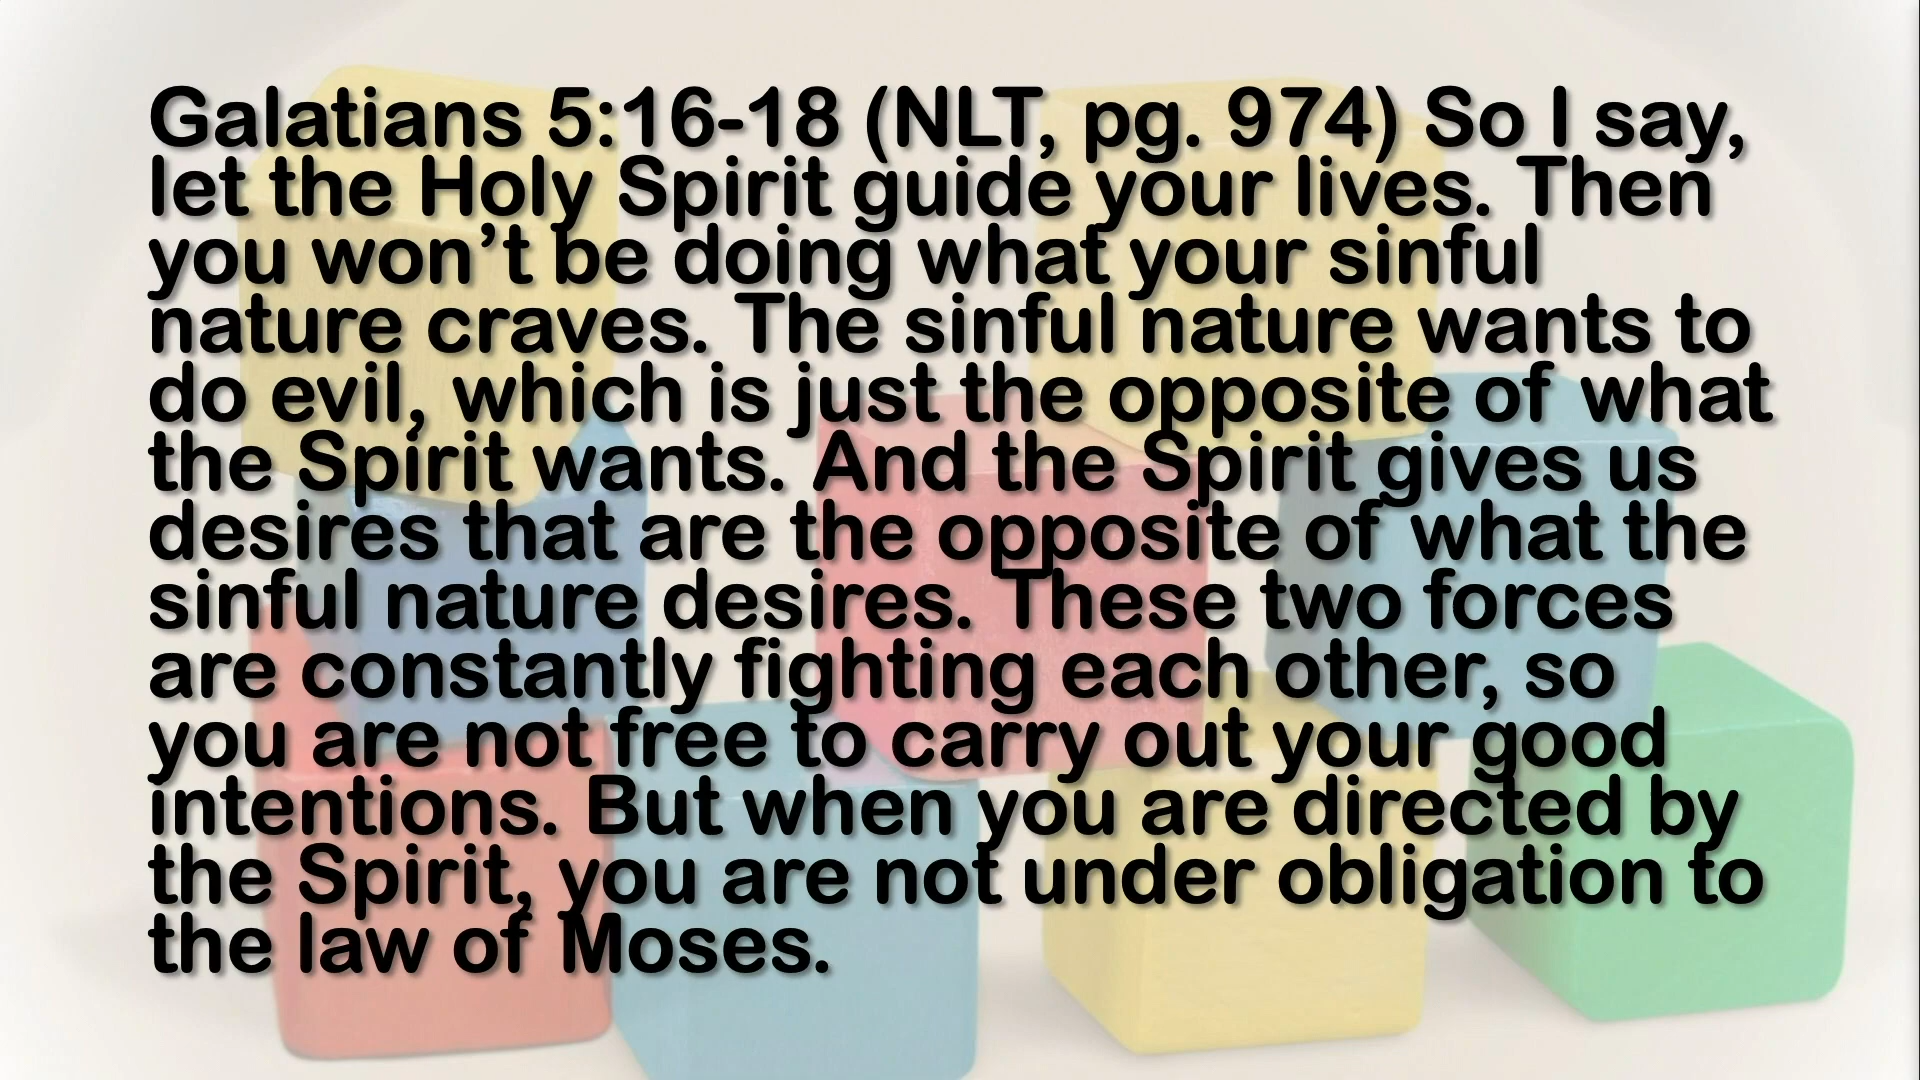 Galatians 5:16-18 (NLT, pg. 974) So I say,
let the Holy Spirit guide your lives. Then
you won’t be doing what your sinful
nature craves. The sinful nature wants to
do evil, which is just the opposite of what
the Spirit wants. And the Spirit gives us
desires that are the opposite of what the
sinful nature desires. These two forces
are constantly fighting each other, so
you are not free to carry out your good
intentions. But when you are directed by
the Spirit, you are not under obligation to
the law of Moses.